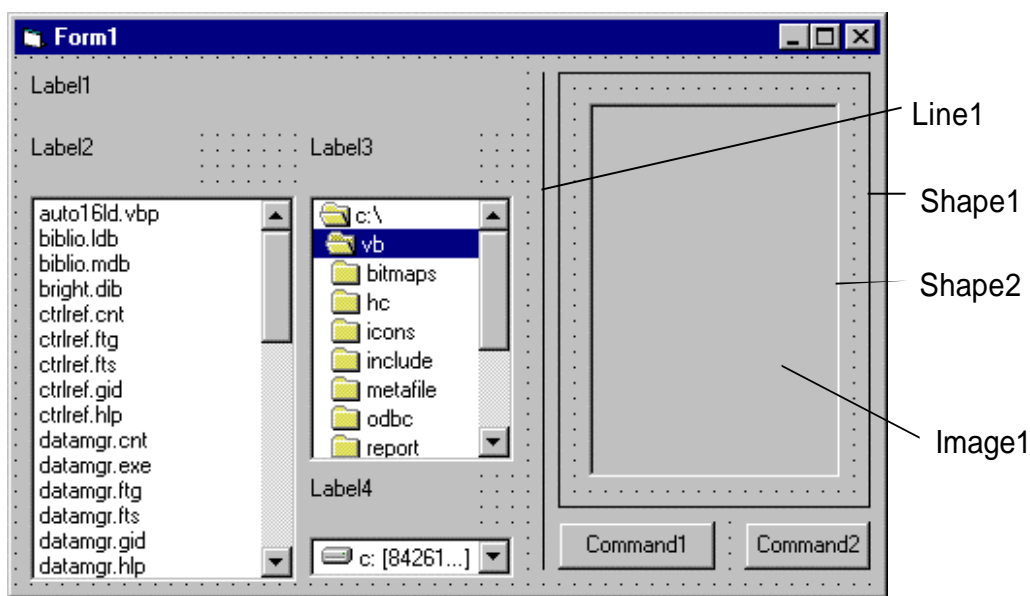 Form1
Label1
Label2
Label3
auto16ld.vbp
biblio.ldb
biblio.mdb
bright.dib
ctrlref.cnt
ctrlref.ftg
ctrlref.fts
ctrlref.gid
ctrlref.hlp
datamgr.cnt
datamgr.exe
datamgr.ftg
datamgr.fts
datamgr.gid
datamgr.hlp
c:\
vb
bitmaps
hc
icons
include
metafile
odbc
report
Label4
c: [84261...]
Command1
Command2
Line1
Shape1
Shape2
Image1